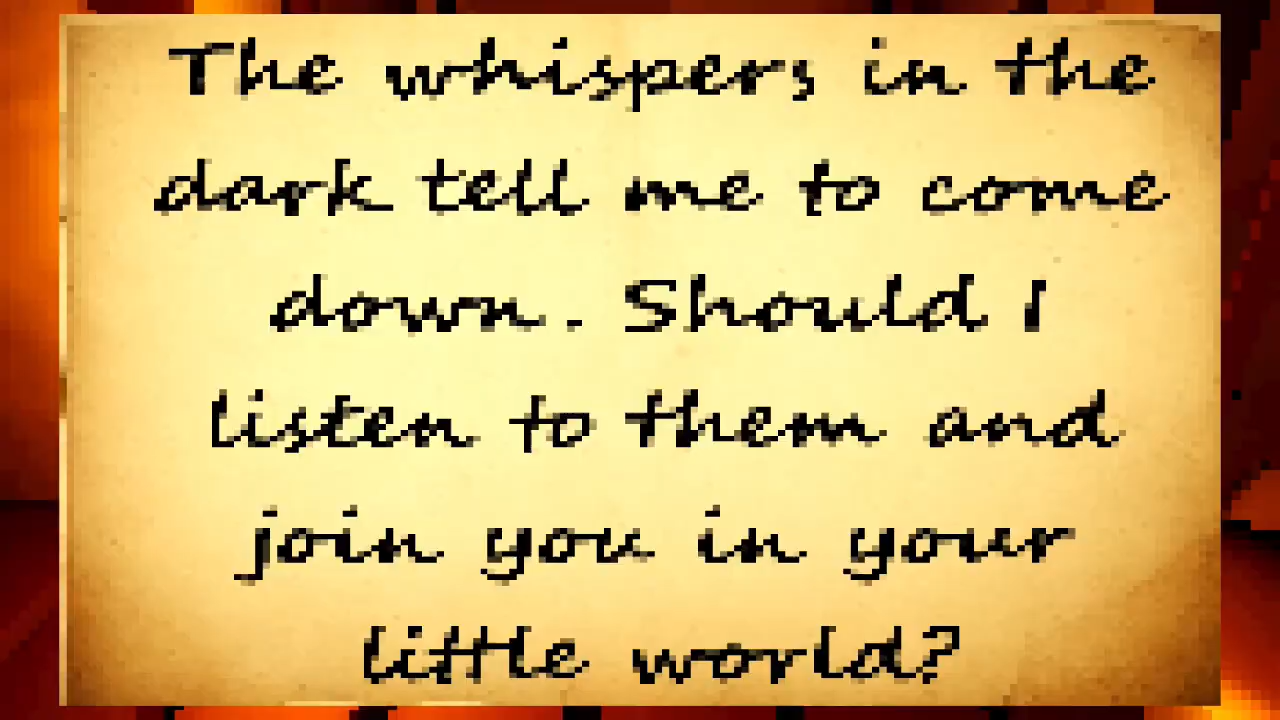 The whispers in the
dark tell me to come
down. Should I
listen to them and
join you in your
little world?